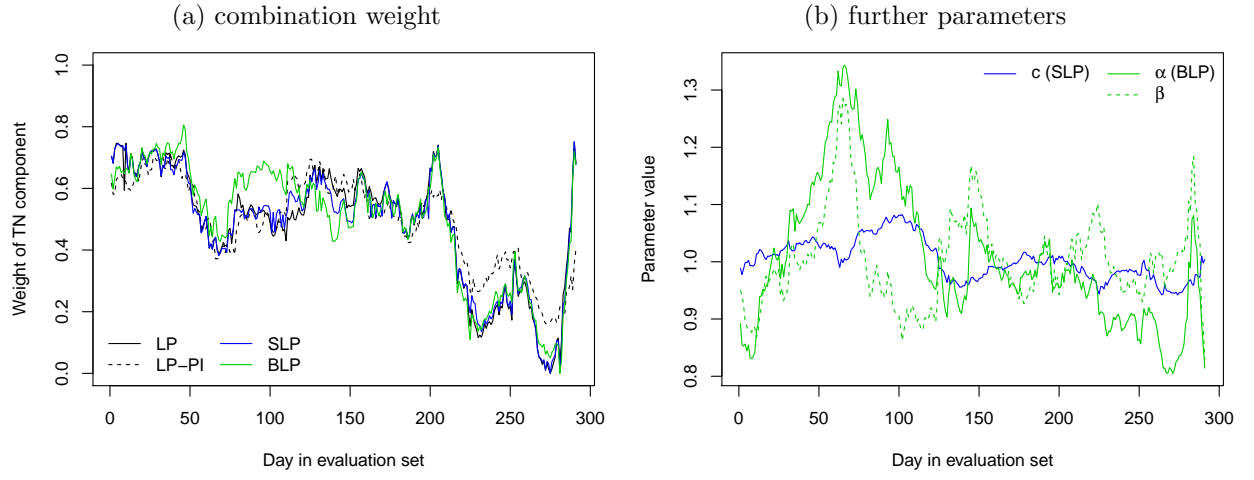 (a) combination weight
Weight of TN component
1.0
0.8
0.6
0.4
0.2
0.0
LP
LP−PI
SLP
BLP
0 50 100 150 200 250 300
Day in evaluation set
(b) further parameters
Parameter value
1.3
1.2
1.1
1.0
0.9
0.8
c (SLP)
α (BLP)
β
0 50 100 150 200 250 300
Day in evaluation set